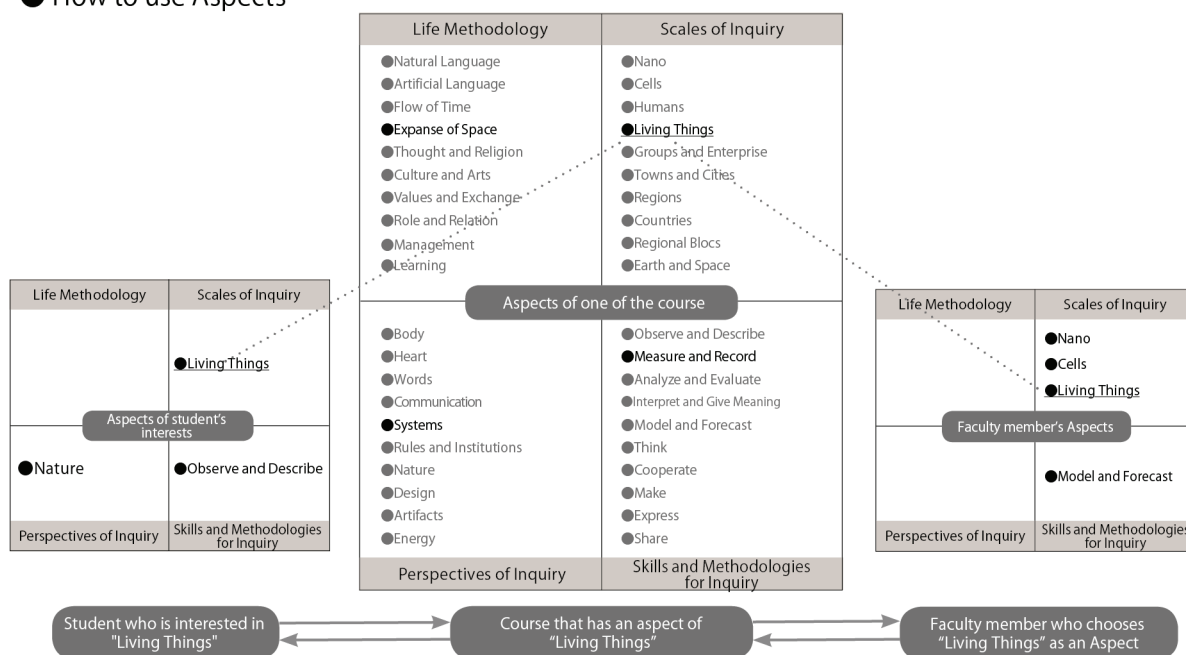 ● How to use Aspects
Life Methodology
Scales of Inquiry
●Natural Language
●Artificial Language
●Flow of Time
●Expanse of Space
●Thought and Religion
●Culture and Arts
●Values and Exchange
●Role and Relation
●Management
●Learning
●Nano
●Cells
●Humans
●Living Things
●Groups and Enterprise
●Towns and Cities
●Regions
●Countries
●Regional Blocs
●Earth and Space
Aspects of one of the course
●Body
●Heart
●Words
●Communication
●Systems
●Rules and Institutions
●Nature
●Design
●Artifacts
●Energy
●Observe and Describe
●Measure and Record
●Analyze and Evaluate
●Interpret and Give Meaning
●Model and Forecast
●Think
●Cooperate
●Make
●Express
●Share
Perspectives of Inquiry
Skills and Methodologies
for Inquiry
Life Methodology
Scales of Inquiry
●Living Things
Aspects of student's
interests
●Nature
●Observe and Describe
Perspectives of Inquiry
Skills and Methodologies
for Inquiry
Life Methodology
Scales of Inquiry
●Nano
●Cells
●Living Things
Faculty member's Aspects
●Model and Forecast
Perspectives of Inquiry
Skills and Methodologies
for Inquiry
Student who is interested in
"Living Things"
Course that has an aspect of
“Living Things”
Faculty member who chooses
“Living Things” as an Aspect